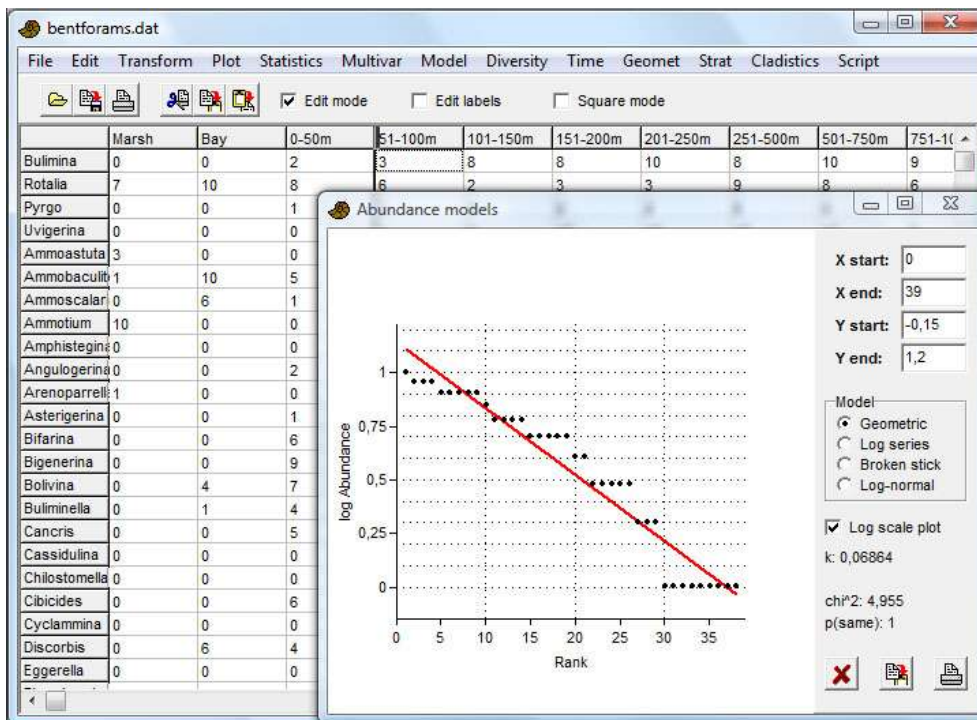 bentforams.dat
File Edit Transform Plot Statistics Multivar Model Diversity Time Geomet Strat Cladistics Script
Edit mode Edit labels Square mode
Marsh Bay 0-50m 51-100m 101-150m 151-200m 201-250m 251-500m 501-750m 751-10
Bulimina 0 0 2 3 8 8 10 8 10 9
Rotalia 7 10 8 6 2 3 3 9 8 6
Pyrgo 0 0 1
Uvigerina 0 0 0
Ammoastuta 3 0 0
Ammobaculit 1 10 5
Ammoscalar 0 6 1
Ammotium 10 0 0
Amphistegina 0 0 0
Angulogerina 0 0 2
Arenoparrella 1 0 0
Asterigerina 0 0 1
Bifarina 0 0 6
Bigenerina 0 0 9
Bolivina 0 4 7
Buliminella 0 1 4
Cancris 0 0 5
Cassidulina 0 0 0
Chilostomella 0 0 0
Cibicides 0 0 6
Cyclammina 0 0 0
Discorbis 0 6 4
Eggerella 0 0 0
Abundance models
X start: 0
X end: 39
Y start: -0,15
Y end: 1,2
Model
Geometric
Log series
Broken stick
Log-normal
Log scale plot
k: 0,06864
chi^2: 4,955
p(same): 1
log Abundance
1
0,75
0,5
0,25
0
0 5 10 15 20 25 30 35
Rank